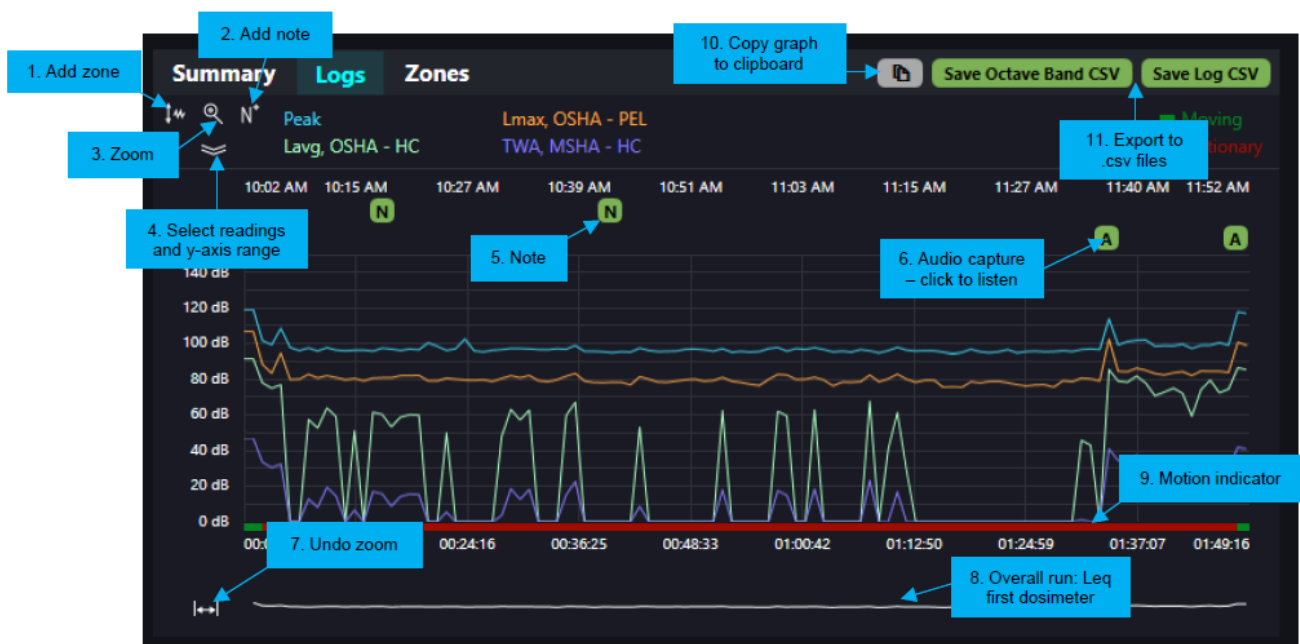 2. Add note
10. Copy graph
to clipboard
1. Add zone
Summary
Logs
Zones
Save Octave Band CSV
Save Log CSV
N+
Peak
Lmax, OSHA - PEL
Moving
3. Zoom
Lavg, OSHA - HC
TWA, MSHA - HC
11. Export to
.csv files
10:02 AM 10:15 AM 10:27 AM 10:39 AM 10:51 AM 11:03 AM 11:15 AM 11:27 AM 11:40 AM 11:52 AM
N
N
4. Select readings
and y-axis range
5. Note
6. Audio capture
– click to listen
A
A
140 dB
120 dB
100 dB
80 dB
60 dB
40 dB
20 dB
0 dB
9. Motion indicator
7. Undo zoom
00:24:16 00:36:25 00:48:33 01:00:42 01:12:50 01:24:59 01:37:07 01:49:16
8. Overall run: Leq
first dosimeter